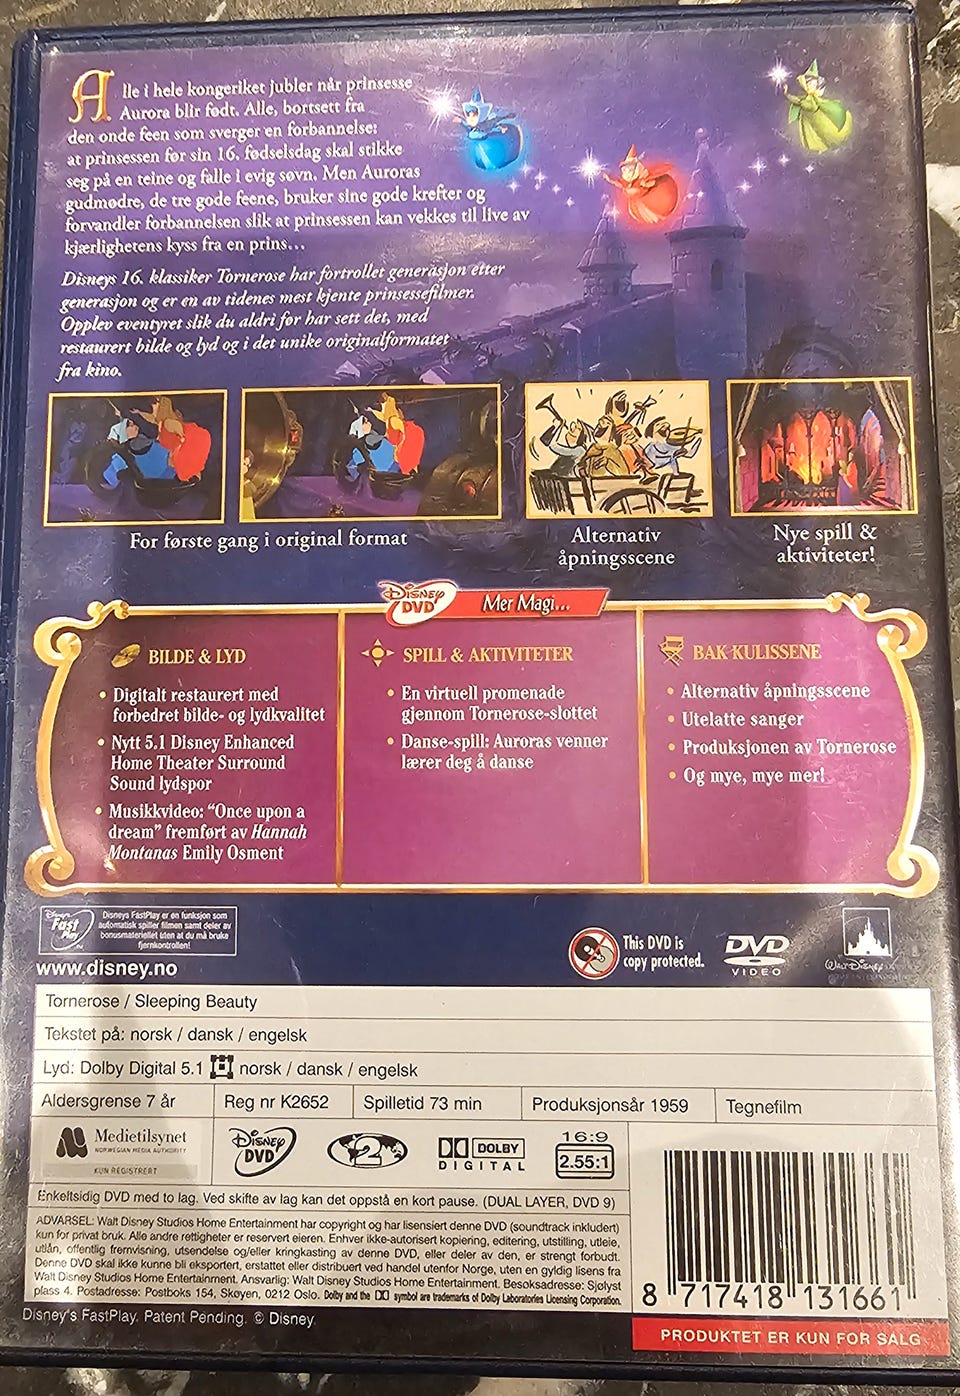 Alle i hele kongeriket jubler når prinsesse
Aurora blir født. Alle, bortsett fra
den onde feen som sverger en forbannelse:
at prinsessen før sin 16. fødselsdag skal stikke
seg på en teine og falle i evig søvn. Men Auroras
gudmødre, de tre gode feene, bruker sine gode krefter og
forvandler forbannelsen slik at prinsessen kan vekkes til live av
kjærlighetens kyss fra en prins...
Disneys 16. klassiker Tornerose har fortrollet generasjon etter
generasjon og er en av tidenes mest kjente prinsessefilmer.
Opplev eventyret slik du aldri før har sett det, med
restaurert bilde og lyd og i det unike originalformatet
fra kino.
For første gang i original format
Alternativ
åpningsscene
Nye spill &
aktiviteter!
Disney
DVD
Mer Magi...
BILDE & LYD
• Digitalt restaurert med
forbedret bilde- og lydkvalitet
• Nytt 5.1 Disney Enhanced
Home Theater Surround
Sound lydspor
• Musikkvideo: "Once upon a
dream" fremført av Hannah
Montanas Emily Osment
SPILL & AKTIVITETER
• En virtuell promenade
gjennom Tornerose-slottet
• Danse-spill: Auroras venner
lærer deg å danse
BAK KULISSENE
• Alternativ åpningsscene
• Utelatte sanger
• Produksjonen av Tornerose
• Og mye, mye mer!
Disney's
Fast
Play
Disneys FastPlay er en funksjon som
automatisk spiller filmen samt deler av
bonusmateriellet uten at du må bruke
fjernkontrollen!
www.disney.no
This DVD is
copy protected.
DVD
VIDEO
WALT DISNEY
Tornerose / Sleeping Beauty
Tekstet på: norsk / dansk / engelsk
Lyd: Dolby Digital 5.1 norsk / dansk / engelsk
Aldersgrense 7 år
Reg nr K2652
Spilletid 73 min
Produksjonsår 1959
Tegnefilm
Medietilsynet
NORWEGIAN MEDIA AUTHORITY
KUN REGISTRERT
Disney
DVD
2
DOLBY
DIGITAL
16:9
2.55:1
Enkeltsidig DVD med to lag. Ved skifte av lag kan det oppstå en kort pause. (DUAL LAYER, DVD 9)
ADVARSEL: Walt Disney Studios Home Entertainment har copyright og har lisensiert denne DVD (soundtrack inkludert)
kun for privat bruk. Alle andre rettigheter er reservert eieren. Enhver ikke-autorisert kopiering, editering, utstilling, utleie,
utlån, offentlig fremvisning, utsendelse og/eller kringkasting av denne DVD, eller deler av den, er strengt forbudt.
Denne DVD skal ikke kunne bli eksportert, erstattet eller distribuert ved handel utenfor Norge, uten en gyldig lisens fra
Walt Disney Studios Home Entertainment. Ansvarlig: Walt Disney Studios Home Entertainment. Besøksadresse: Sjølyst
plass 4. Postadresse: Postboks 154, Skøyen, 0212 Oslo. Dolby and the DD symbol are trademarks of Dolby Laboratories Licensing Corporation.
8 717418 131661
Disney's FastPlay. Patent Pending. © Disney.
PRODUKTET ER KUN FOR SALG